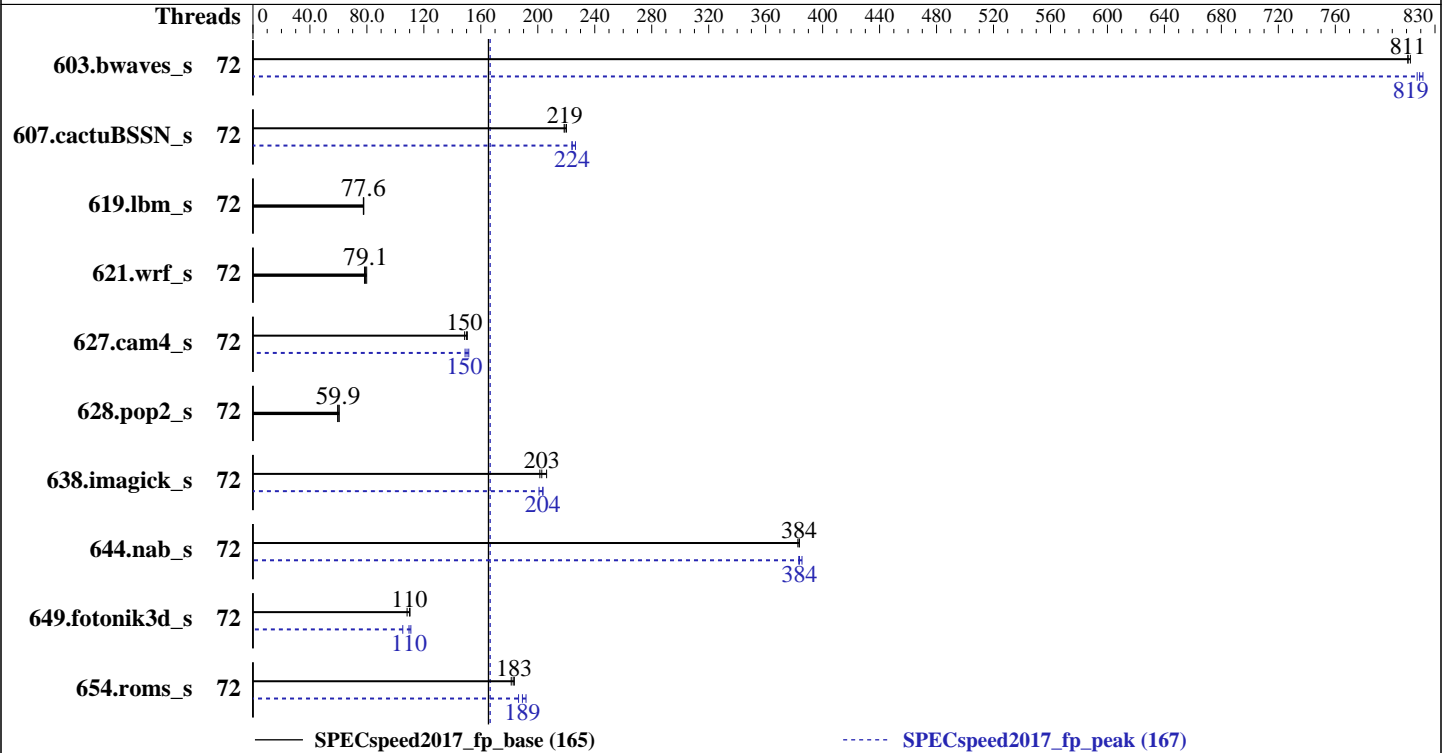 Threads 0 40.0 80.0 120 160 200 240 280 320 360 400 440 480 520 560 600 640 680 720 760 830
811
603.bwaves_s 72
819
219
607.cactuBSSN_s 72
224
77.6
619.lbm_s 72
79.1
621.wrf_s 72
150
627.cam4_s 72
150
59.9
628.pop2_s 72
203
638.imagick_s 72
204
384
644.nab_s 72
384
110
649.fotonik3d_s 72
110
183
654.roms_s 72
189
SPECspeed2017_fp_base (165) SPECspeed2017_fp_peak (167)